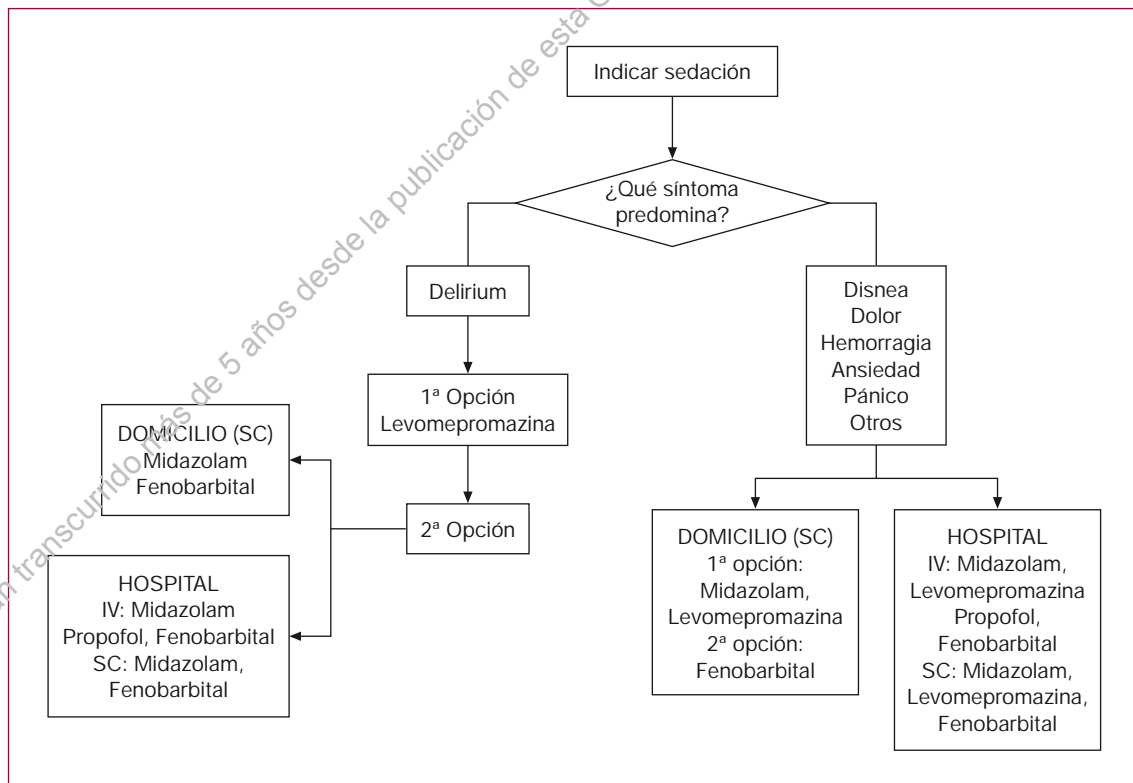 Indicar sedación
¿Qué síntoma
predomina?
Delirium
1ª Opción
Levomepromazina
2ª Opción
DOMICILIO (SC)
Midazolam
Fenobarbital
HOSPITAL
IV: Midazolam
Propofol, Fenobarbital
SC: Midazolam,
Fenobarbital
Disnea
Dolor
Hemorragia
Ansiedad
Pánico
Otros
DOMICILIO (SC)
1ª opción:
Midazolam,
Levomepromazina
2ª opción:
Fenobarbital
HOSPITAL
IV: Midazolam,
Levomepromazina
Propofol,
Fenobarbital
SC: Midazolam,
Levomepromazina,
Fenobarbital
transcurrido más de 5 años desde la publicación de esta